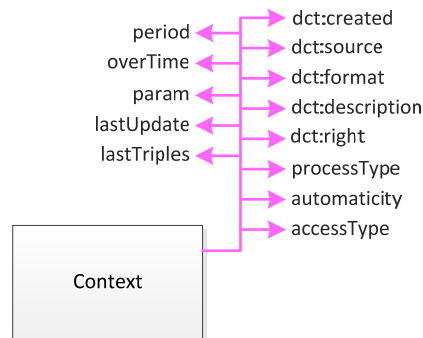 period
overTime
param
lastUpdate
lastTriples
dct:created
dct:source
dct:format
dct:description
dct:right
processType
automaticity
accessType
Context